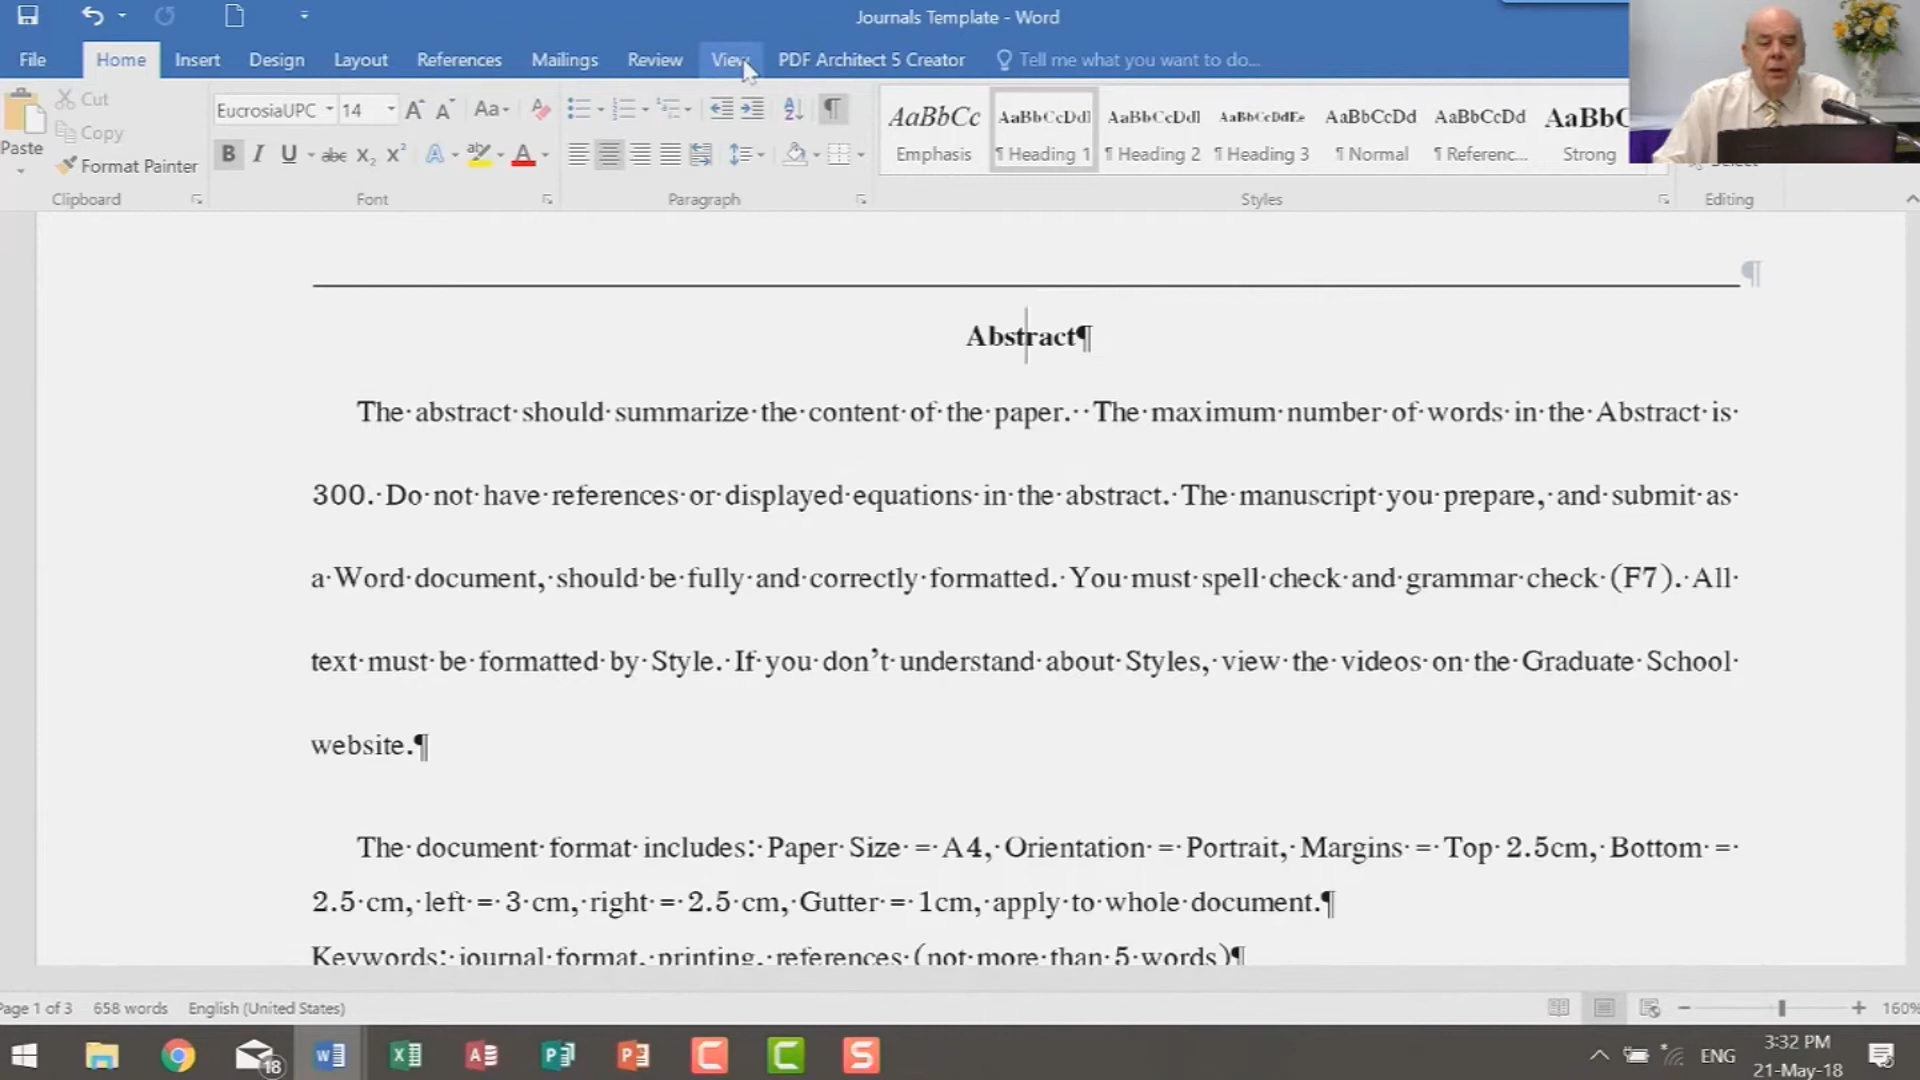 Journals Template - Word
File Home Insert Design Layout References Mailings Review View PDF Architect 5 Creator Tell me what you want to do...
Cut
Copy
Paste
Format Painter
Clipboard
EucrosiaUPC 14 Aa
B I U abc X₂ X² A ab A
Font
Paragraph
AaBbCc AaBbCcDdI AaBbCcDdI AaBbCcDdEe AaBbCcDd AaBbCcDd AaBbC
Emphasis ¶ Heading 1 ¶ Heading 2 ¶ Heading 3 ¶ Normal ¶ Referenc... Strong
Styles
Select
Editing
¶
Abstract¶
The abstract should summarize the content of the paper. The maximum number of words in the Abstract is
300. Do not have references or displayed equations in the abstract. The manuscript you prepare, and submit as
a Word document, should be fully and correctly formatted. You must spell check and grammar check (F7). All
text must be formatted by Style. If you don't understand about Styles, view the videos on the Graduate School
website.¶
The document format includes: Paper Size = A4, Orientation = Portrait, Margins = Top 2.5cm, Bottom =
2.5 cm, left = 3 cm, right = 2.5 cm, Gutter = 1cm, apply to whole document.¶
Keywords: journal format, printing, references (not more than 5 words)¶
Page 1 of 3 658 words English (United States) 160%
18
ENG
3:32 PM
21-May-18